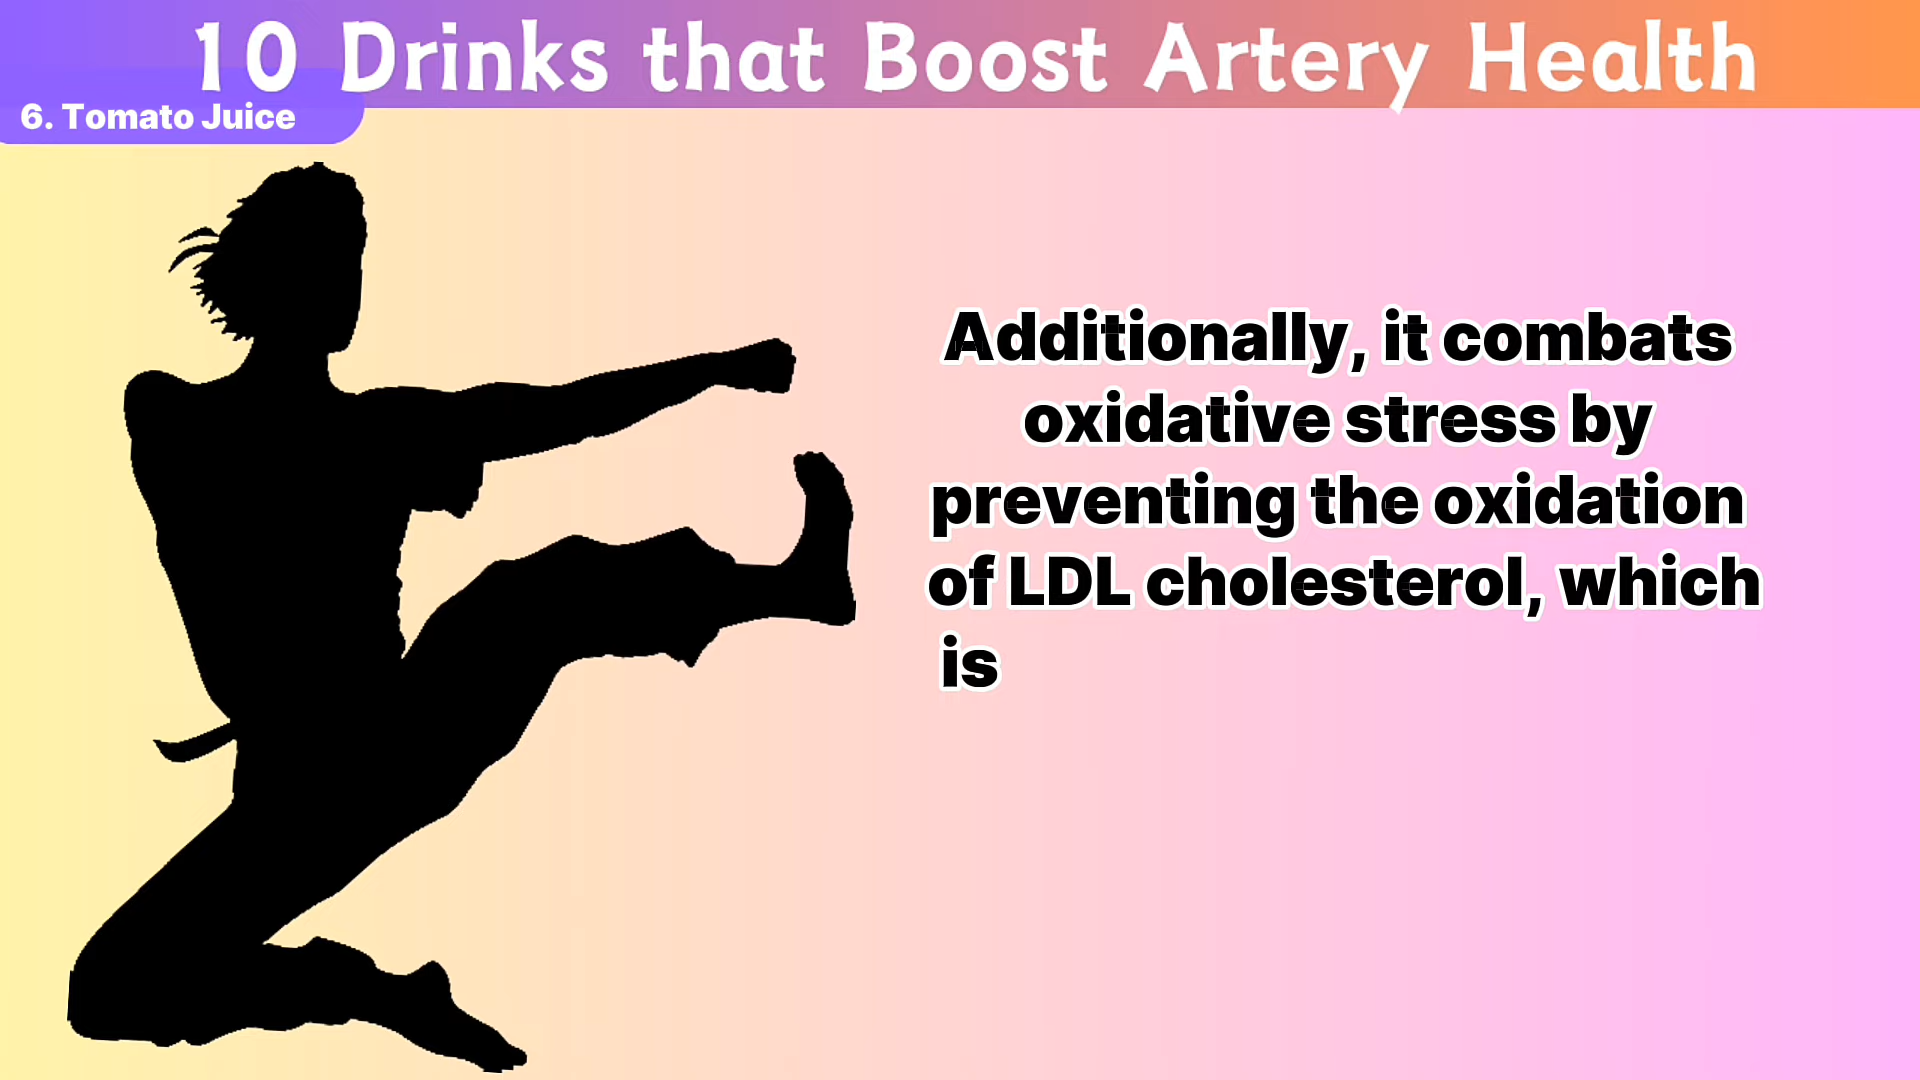 10 Drinks that Boost Artery Health
6. Tomato Juice
Additionally, it combats
oxidative stress by
preventing the oxidation
of LDL cholesterol, which
is